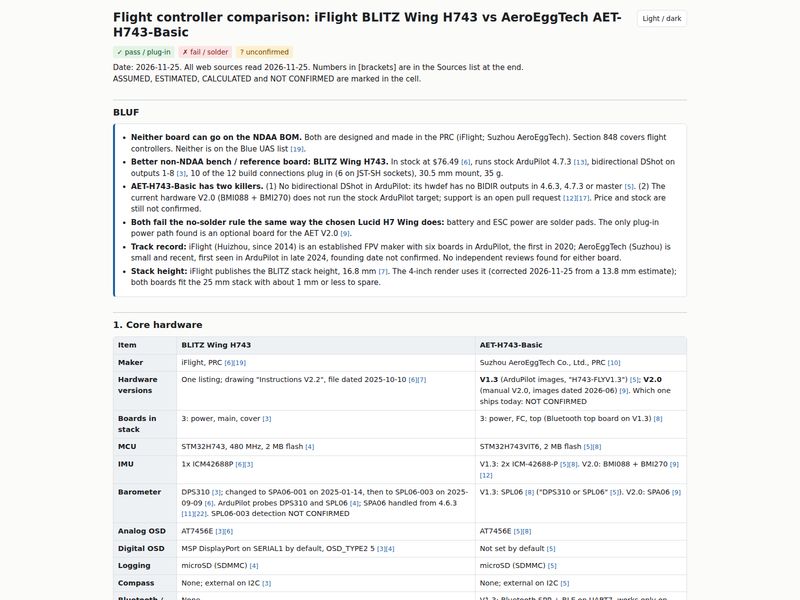 Flight controller comparison: iFlight BLITZ Wing H743 vs AeroEggTech AET-
H743-Basic
Light / dark
✓ pass / plug-in ✗ fail / solder ? unconfirmed
Date: 2026-11-25. All web sources read 2026-11-25. Numbers in [brackets] are in the Sources list at the end.
ASSUMED, ESTIMATED, CALCULATED and NOT CONFIRMED are marked in the cell.
BLUF
• Neither board can go on the NDAA BOM. Both are designed and made in the PRC (iFlight; Suzhou AeroEggTech). Section 848 covers flight
controllers. Neither is on the Blue UAS list [19].
• Better non-NDAA bench / reference board: BLITZ Wing H743. In stock at $76.49 [6], runs stock ArduPilot 4.7.3 [13], bidirectional DShot on
outputs 1-8 [3], 10 of the 12 build connections plug in (6 on JST-SH sockets), 30.5 mm mount, 35 g.
• AET-H743-Basic has two killers. (1) No bidirectional DShot in ArduPilot: its hwdef has no BIDIR outputs in 4.6.3, 4.7.3 or master [5]. (2) The
current hardware V2.0 (BMI088 + BMI270) does not run the stock ArduPilot target; support is an open pull request [12][17]. Price and stock are
still not confirmed.
• Both fail the no-solder rule the same way the chosen Lucid H7 Wing does: battery and ESC power are solder pads. The only plug-in
power path found is an optional board for the AET V2.0 [9].
• Track record: iFlight (Huizhou, since 2014) is an established FPV maker with six boards in ArduPilot, the first in 2020; AeroEggTech (Suzhou) is
small and recent, first seen in ArduPilot in late 2024, founding date not confirmed. No independent reviews found for either board.
• Stack height: iFlight publishes the BLITZ stack height, 16.8 mm [7]. The 4-inch render uses it (corrected 2026-11-25 from a 13.8 mm estimate);
both boards fit the 25 mm stack with about 1 mm or less to spare.
1. Core hardware
Item BLITZ Wing H743 AET-H743-Basic
Maker iFlight, PRC [6][19] Suzhou AeroEggTech Co., Ltd., PRC [10]
Hardware
versions
One listing; drawing "Instructions V2.2", file dated 2025-10-10 [6][7]
V1.3 (ArduPilot images, "H743-FLYV1.3") [5]; V2.0
(manual V2.0, images dated 2026-06) [9]. Which one
ships today: NOT CONFIRMED
Boards in
stack
3: power, main, cover [3]
3: power, FC, top (Bluetooth top board on V1.3) [8]
MCU STM32H743, 480 MHz, 2 MB flash [4] STM32H743VIT6, 2 MB flash [5][8]
IMU 1x ICM42688P [6][3]
V1.3: 2x ICM-42688-P [5][8]. V2.0: BMI088 + BMI270 [9]
[12]
Barometer
DPS310 [3]; changed to SPA06-001 on 2025-01-14, then to SPL06-003 on 2025-
09-09 [6]. ArduPilot probes DPS310 and SPL06 [4]; SPA06 handled from 4.6.3
[11][22]. SPL06-003 detection NOT CONFIRMED
V1.3: SPL06 [8] ("DPS310 or SPL06" [5]). V2.0: SPA06 [9]
Analog OSD AT7456E [3][6] AT7456E [5][8]
Digital OSD MSP DisplayPort on SERIAL1 by default, OSD_TYPE2 5 [3][4] Not set by default [5]
Logging microSD (SDMMC) [4] microSD (SDMMC) [5]
Compass None; external on I2C [3] None; external on I2C [5]